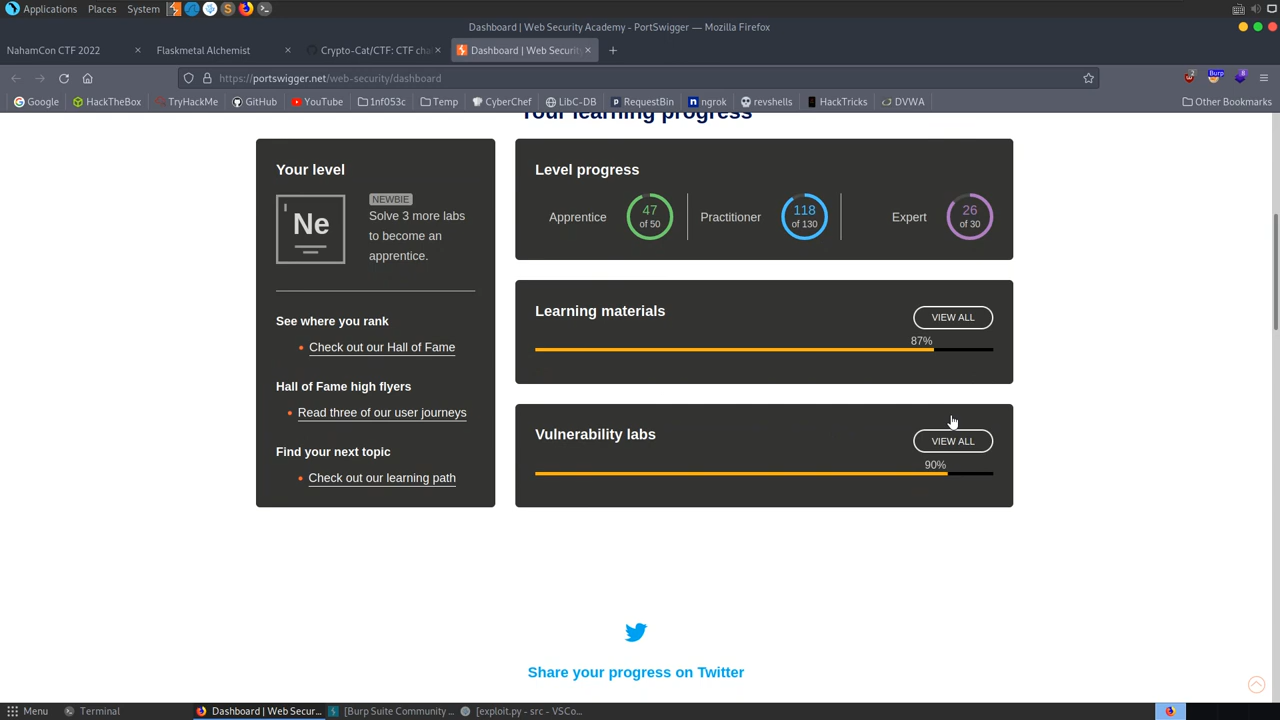 Applications Places System
Dashboard | Web Security Academy - PortSwigger — Mozilla Firefox
NahamCon CTF 2022 × Flaskmetal Alchemist × Crypto-Cat/CTF: CTF cha × Dashboard | Web Securit × +
https://portswigger.net/web-security/dashboard
2 Burp 8
Google HackTheBox TryHackMe GitHub YouTube 1nf053c Temp CyberChef LibC-DB RequestBin ngrok revshells HackTricks DVWA Other Bookmarks
Your learning progress
Your level
Ne
NEWBIE
Solve 3 more labs
to become an
apprentice.
See where you rank
• Check out our Hall of Fame
Hall of Fame high flyers
• Read three of our user journeys
Find your next topic
• Check out our learning path
Level progress
Apprentice
47
of 50
Practitioner
118
of 130
Expert
26
of 30
Learning materials
VIEW ALL
87%
Vulnerability labs
VIEW ALL
90%
Share your progress on Twitter
Menu Terminal Dashboard | Web Secur... [Burp Suite Community ... [exploit.py - src - VSCo...